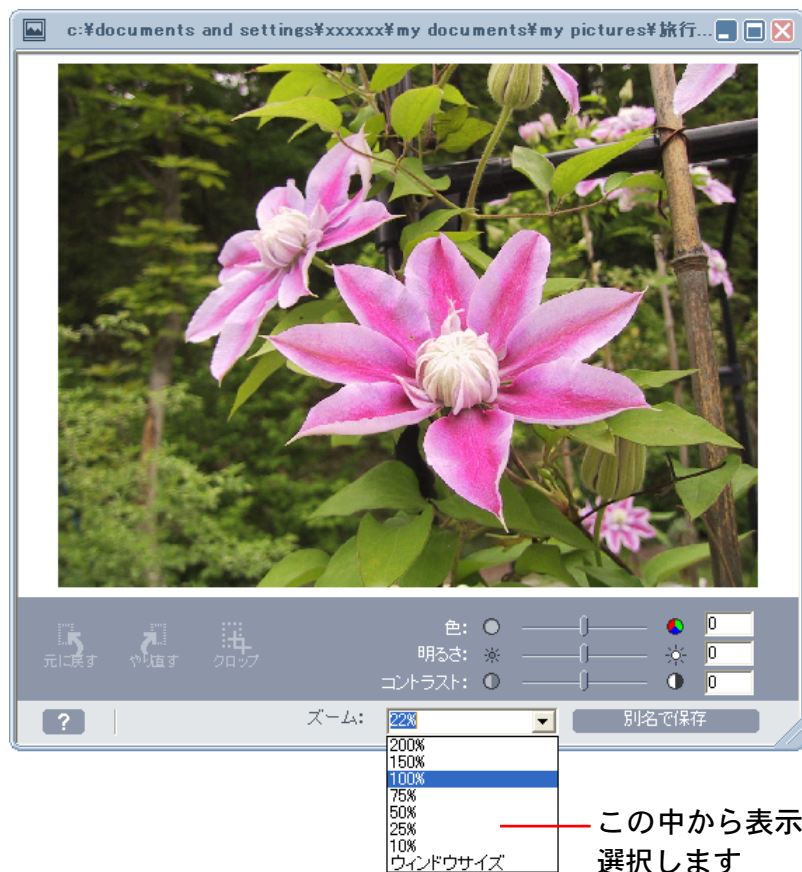 c:¥documents and settings¥xxxxxx¥my documents¥my pictures¥旅行...
元に戻す
やり直す
クロップ
色:
0
明るさ:
0
コントラスト:
0
?
ズーム:
22%
別名で保存
200%
150%
100%
75%
50%
25%
10%
ウィンドウサイズ
この中から表示
選択します